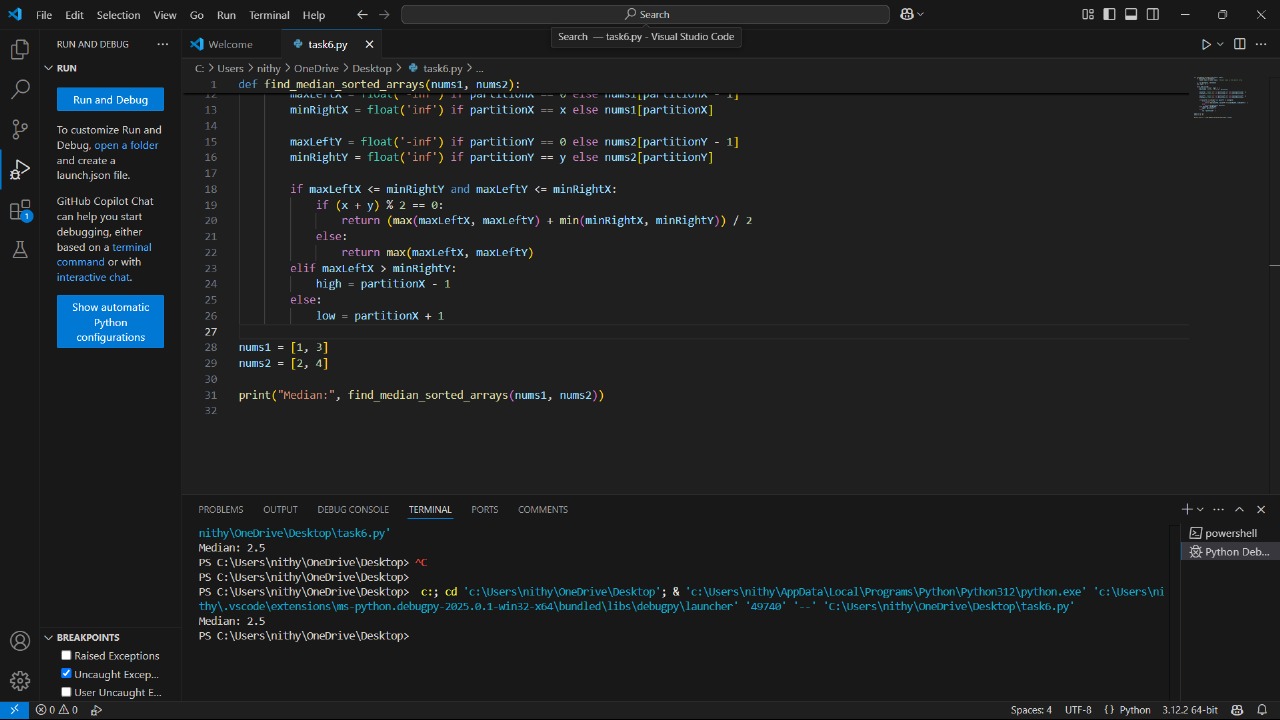 File Edit Selection View Go Run Terminal Help
Search
Search — task6.py - Visual Studio Code
RUN AND DEBUG
RUN
Run and Debug
To customize Run and
Debug, open a folder
and create a
launch.json file.
GitHub Copilot Chat
can help you start
debugging, either
based on a terminal
command or with
interactive chat.
Show automatic
Python
configurations
1
BREAKPOINTS
Raised Exceptions
Uncaught Excep...
User Uncaught E...
Welcome
task6.py
C: > Users > nithy > OneDrive > Desktop > task6.py > ...
1 def find_median_sorted_arrays(nums1, nums2):
12 maxLeftX = float('-inf') if partitionX == 0 else nums1[partitionX - 1]
13 minRightX = float('inf') if partitionX == x else nums1[partitionX]
14
15 maxLeftY = float('-inf') if partitionY == 0 else nums2[partitionY - 1]
16 minRightY = float('inf') if partitionY == y else nums2[partitionY]
17
18 if maxLeftX <= minRightY and maxLeftY <= minRightX:
19 if (x + y) % 2 == 0:
20 return (max(maxLeftX, maxLeftY) + min(minRightX, minRightY)) / 2
21 else:
22 return max(maxLeftX, maxLeftY)
23 elif maxLeftX > minRightY:
24 high = partitionX - 1
25 else:
26 low = partitionX + 1
27
28 nums1 = [1, 3]
29 nums2 = [2, 4]
30
31 print("Median:", find_median_sorted_arrays(nums1, nums2))
32
PROBLEMS OUTPUT DEBUG CONSOLE TERMINAL PORTS COMMENTS
nithy\OneDrive\Desktop\task6.py'
Median: 2.5
PS C:\Users\nithy\OneDrive\Desktop> ^C
PS C:\Users\nithy\OneDrive\Desktop>
PS C:\Users\nithy\OneDrive\Desktop> c:; cd 'c:\Users\nithy\OneDrive\Desktop'; & 'c:\Users\nithy\AppData\Local\Programs\Python\Python312\python.exe' 'c:\Users\ni
thy\.vscode\extensions\ms-python.debugpy-2025.0.1-win32-x64\bundled\libs\debugpy\launcher' '49740' '--' 'C:\Users\nithy\OneDrive\Desktop\task6.py'
Median: 2.5
PS C:\Users\nithy\OneDrive\Desktop>
powershell
Python Deb...
0 0
Spaces: 4 UTF-8 {} Python 3.12.2 64-bit